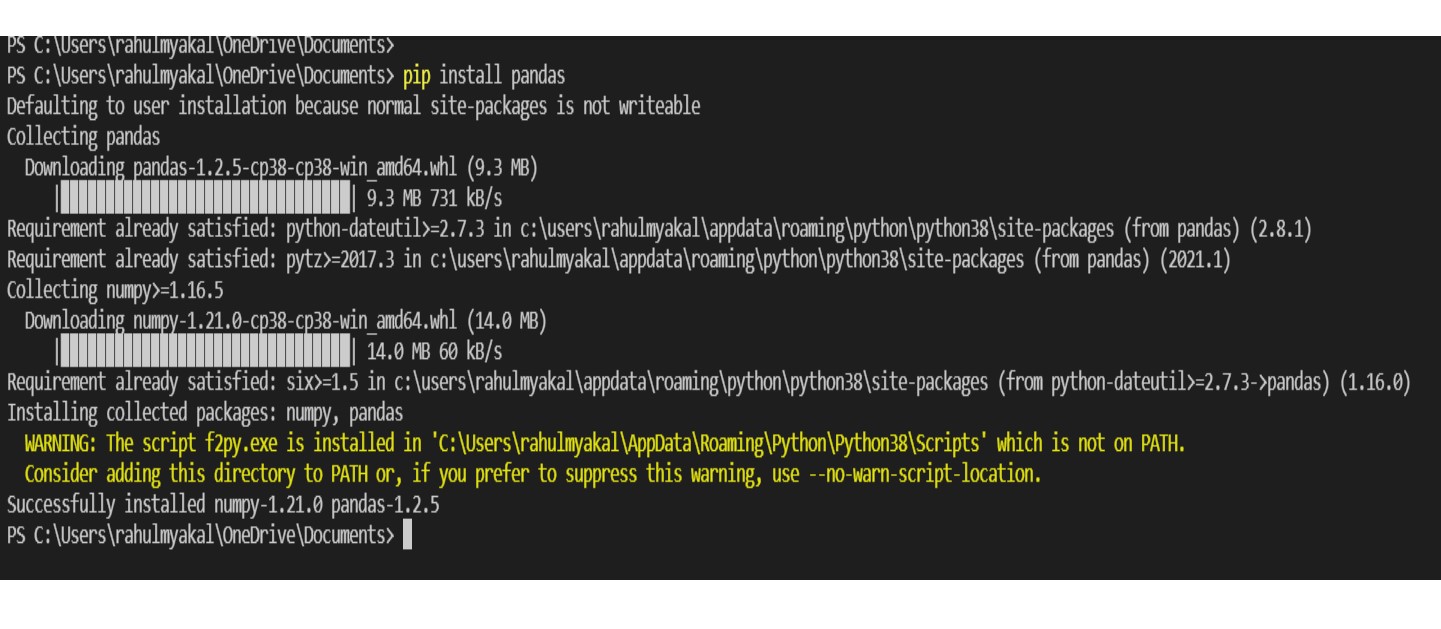 PS C:\Users\rahulmyakal\OneDrive\Documents>
PS C:\Users\rahulmyakal\OneDrive\Documents> pip install pandas
Defaulting to user installation because normal site-packages is not writeable
Collecting pandas
  Downloading pandas-1.2.5-cp38-cp38-win_amd64.whl (9.3 MB)
     |████████████████████████████████| 9.3 MB 731 kB/s
Requirement already satisfied: python-dateutil>=2.7.3 in c:\users\rahulmyakal\appdata\roaming\python\python38\site-packages (from pandas) (2.8.1)
Requirement already satisfied: pytz>=2017.3 in c:\users\rahulmyakal\appdata\roaming\python\python38\site-packages (from pandas) (2021.1)
Collecting numpy>=1.16.5
  Downloading numpy-1.21.0-cp38-cp38-win_amd64.whl (14.0 MB)
     |████████████████████████████████| 14.0 MB 60 kB/s
Requirement already satisfied: six>=1.5 in c:\users\rahulmyakal\appdata\roaming\python\python38\site-packages (from python-dateutil>=2.7.3->pandas) (1.16.0)
Installing collected packages: numpy, pandas
  WARNING: The script f2py.exe is installed in 'C:\Users\rahulmyakal\AppData\Roaming\Python\Python38\Scripts' which is not on PATH.
  Consider adding this directory to PATH or, if you prefer to suppress this warning, use --no-warn-script-location.
Successfully installed numpy-1.21.0 pandas-1.2.5
PS C:\Users\rahulmyakal\OneDrive\Documents>